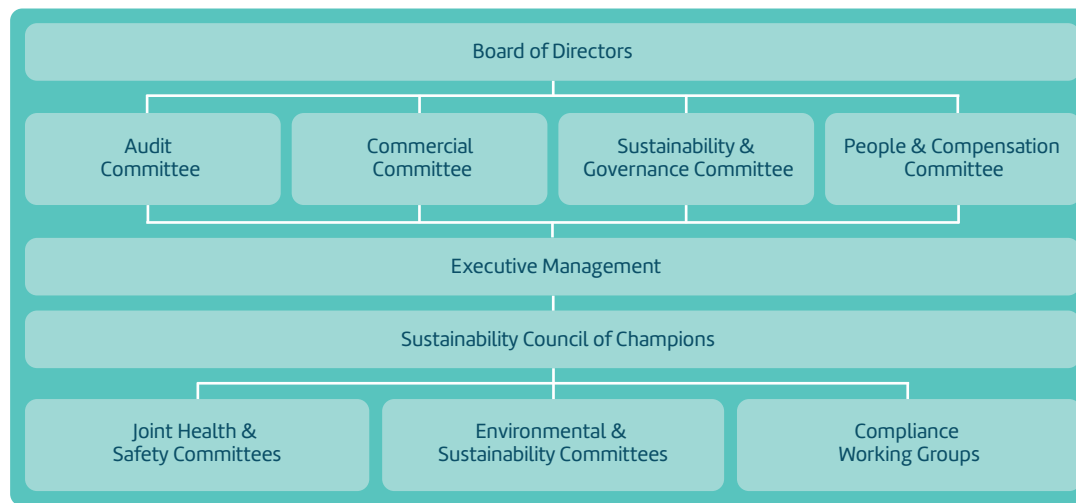 Board of Directors
Audit
Committee
Commercial
Committee
Sustainability &
Governance Committee
People & Compensation
Committee
Executive Management
Sustainability Council of Champions
Joint Health &
Safety Committees
Environmental &
Sustainability Committees
Compliance
Working Groups